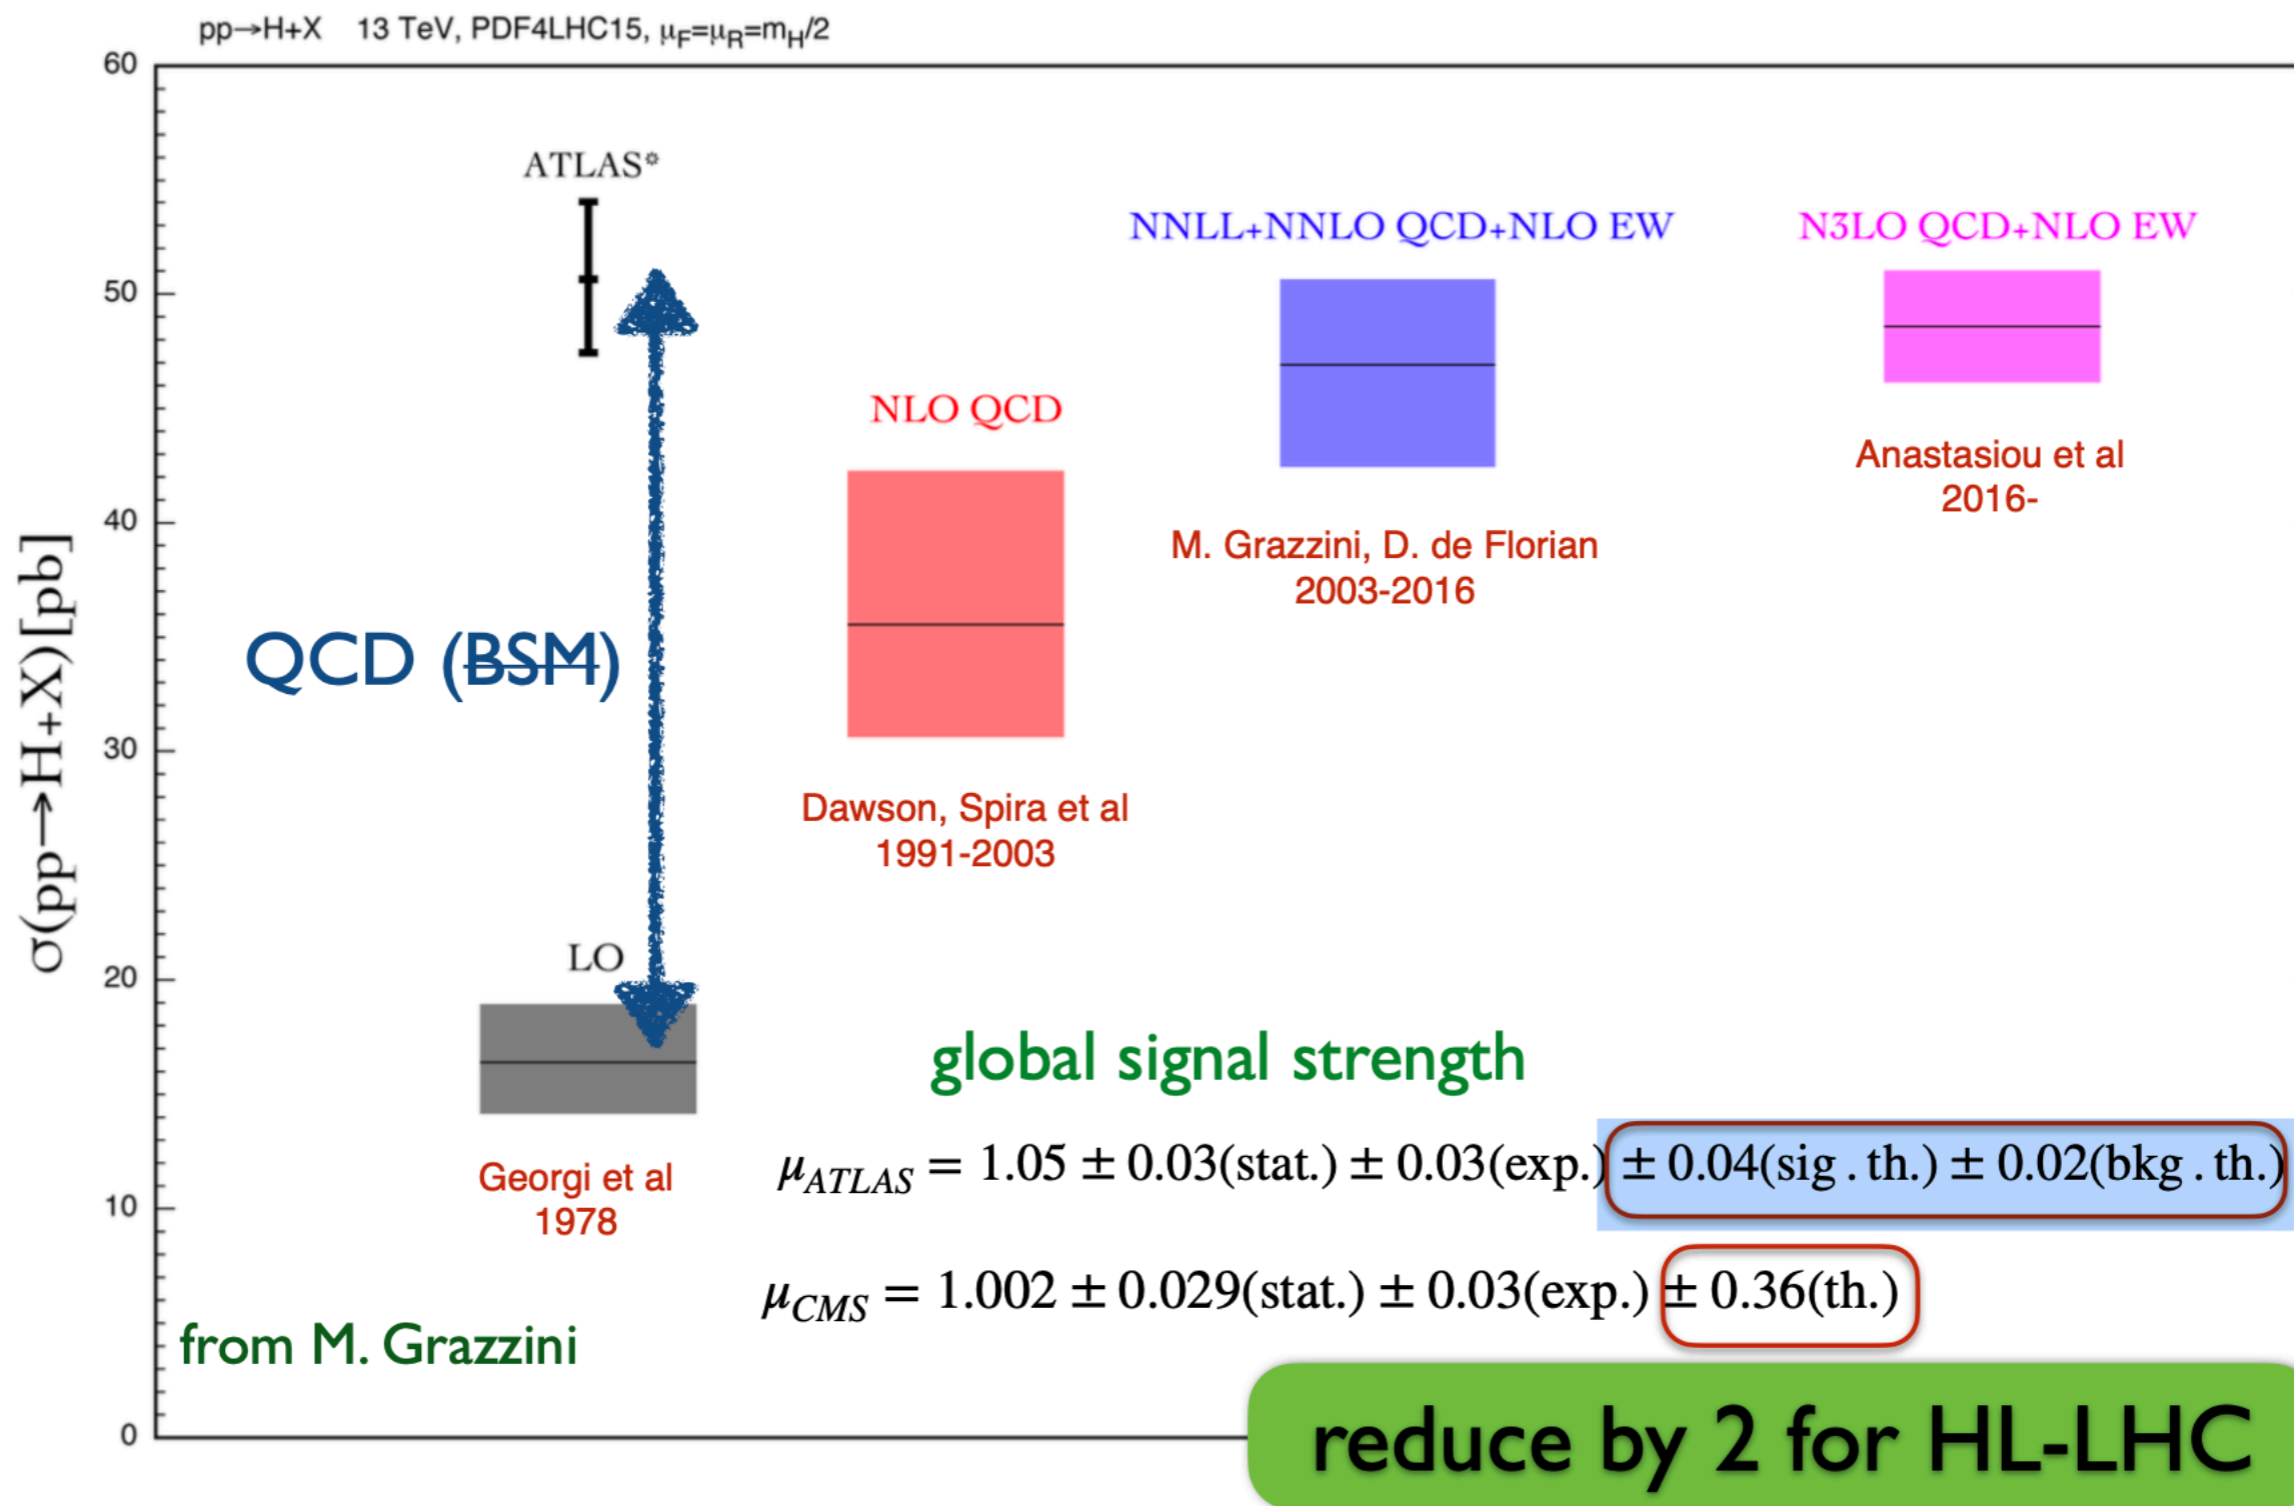 pp→H+X 13 TeV, PDF4LHC15, μF=μR=mH/2
60
50
40
30
20
10
0
σ(pp→H+X)[pb]
ATLAS*
NNLL+NNLO QCD+NLO EW
N3LO QCD+NLO EW
NLO QCD
Anastasiou et al
2016-
M. Grazzini, D. de Florian
2003-2016
QCD (BSM)
Dawson, Spira et al
1991-2003
LO
Georgi et al
1978
global signal strength
μATLAS = 1.05 ± 0.03(stat.) ± 0.03(exp.) ± 0.04(sig . th.) ± 0.02(bkg . th.)
μCMS = 1.002 ± 0.029(stat.) ± 0.03(exp.) ± 0.36(th.)
from M. Grazzini
reduce by 2 for HL-LHC